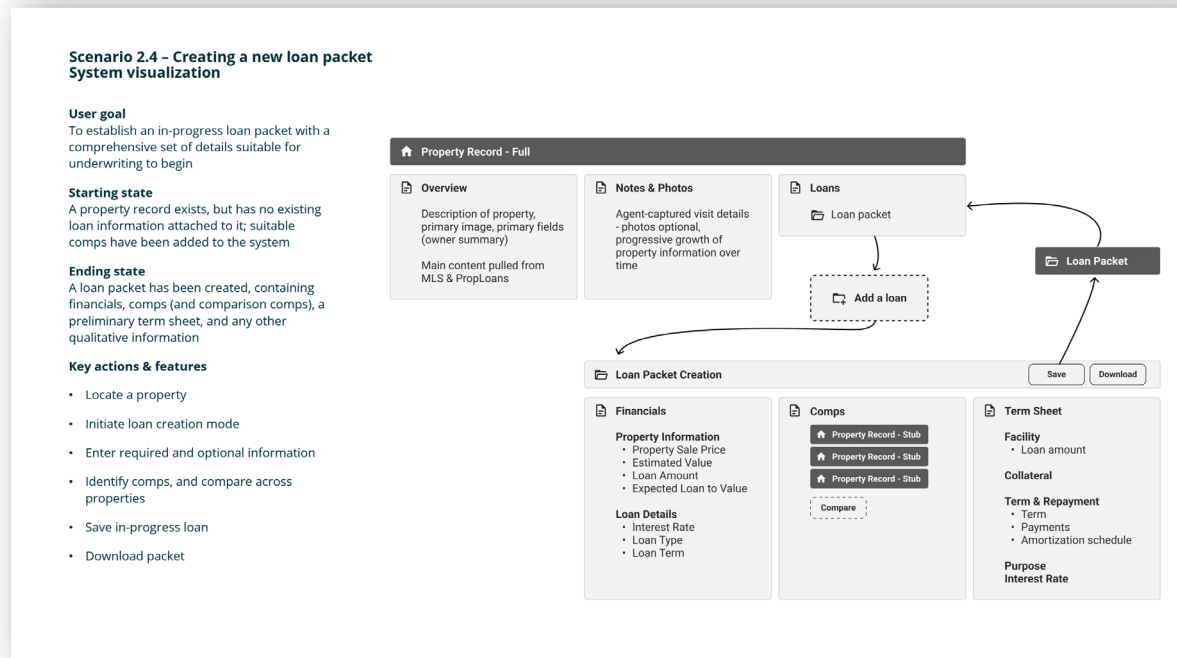 Scenario 2.4 – Creating a new loan packet
System visualization
User goal
To establish an in-progress loan packet with a
comprehensive set of details suitable for
underwriting to begin
Starting state
A property record exists, but has no existing
loan information attached to it; suitable
comps have been added to the system
Ending state
A loan packet has been created, containing
financials, comps (and comparison comps), a
preliminary term sheet, and any other
qualitative information
Key actions & features
• Locate a property
• Initiate loan creation mode
• Enter required and optional information
• Identify comps, and compare across
properties
• Save in-progress loan
• Download packet
Property Record - Full
Overview
Description of property,
primary image, primary fields
(owner summary)
Main content pulled from
MLS & PropLoans
Notes & Photos
Agent-captured visit details
- photos optional,
progressive growth of
property information over
time
Loans
Loan packet
Loan Packet
Add a loan
Loan Packet Creation
Save
Download
Financials
Property Information
• Property Sale Price
• Estimated Value
• Loan Amount
• Expected Loan to Value
Loan Details
• Interest Rate
• Loan Type
• Loan Term
Comps
Property Record - Stub
Property Record - Stub
Property Record - Stub
Compare
Term Sheet
Facility
• Loan amount
Collateral
Term & Repayment
• Term
• Payments
• Amortization schedule
Purpose
Interest Rate